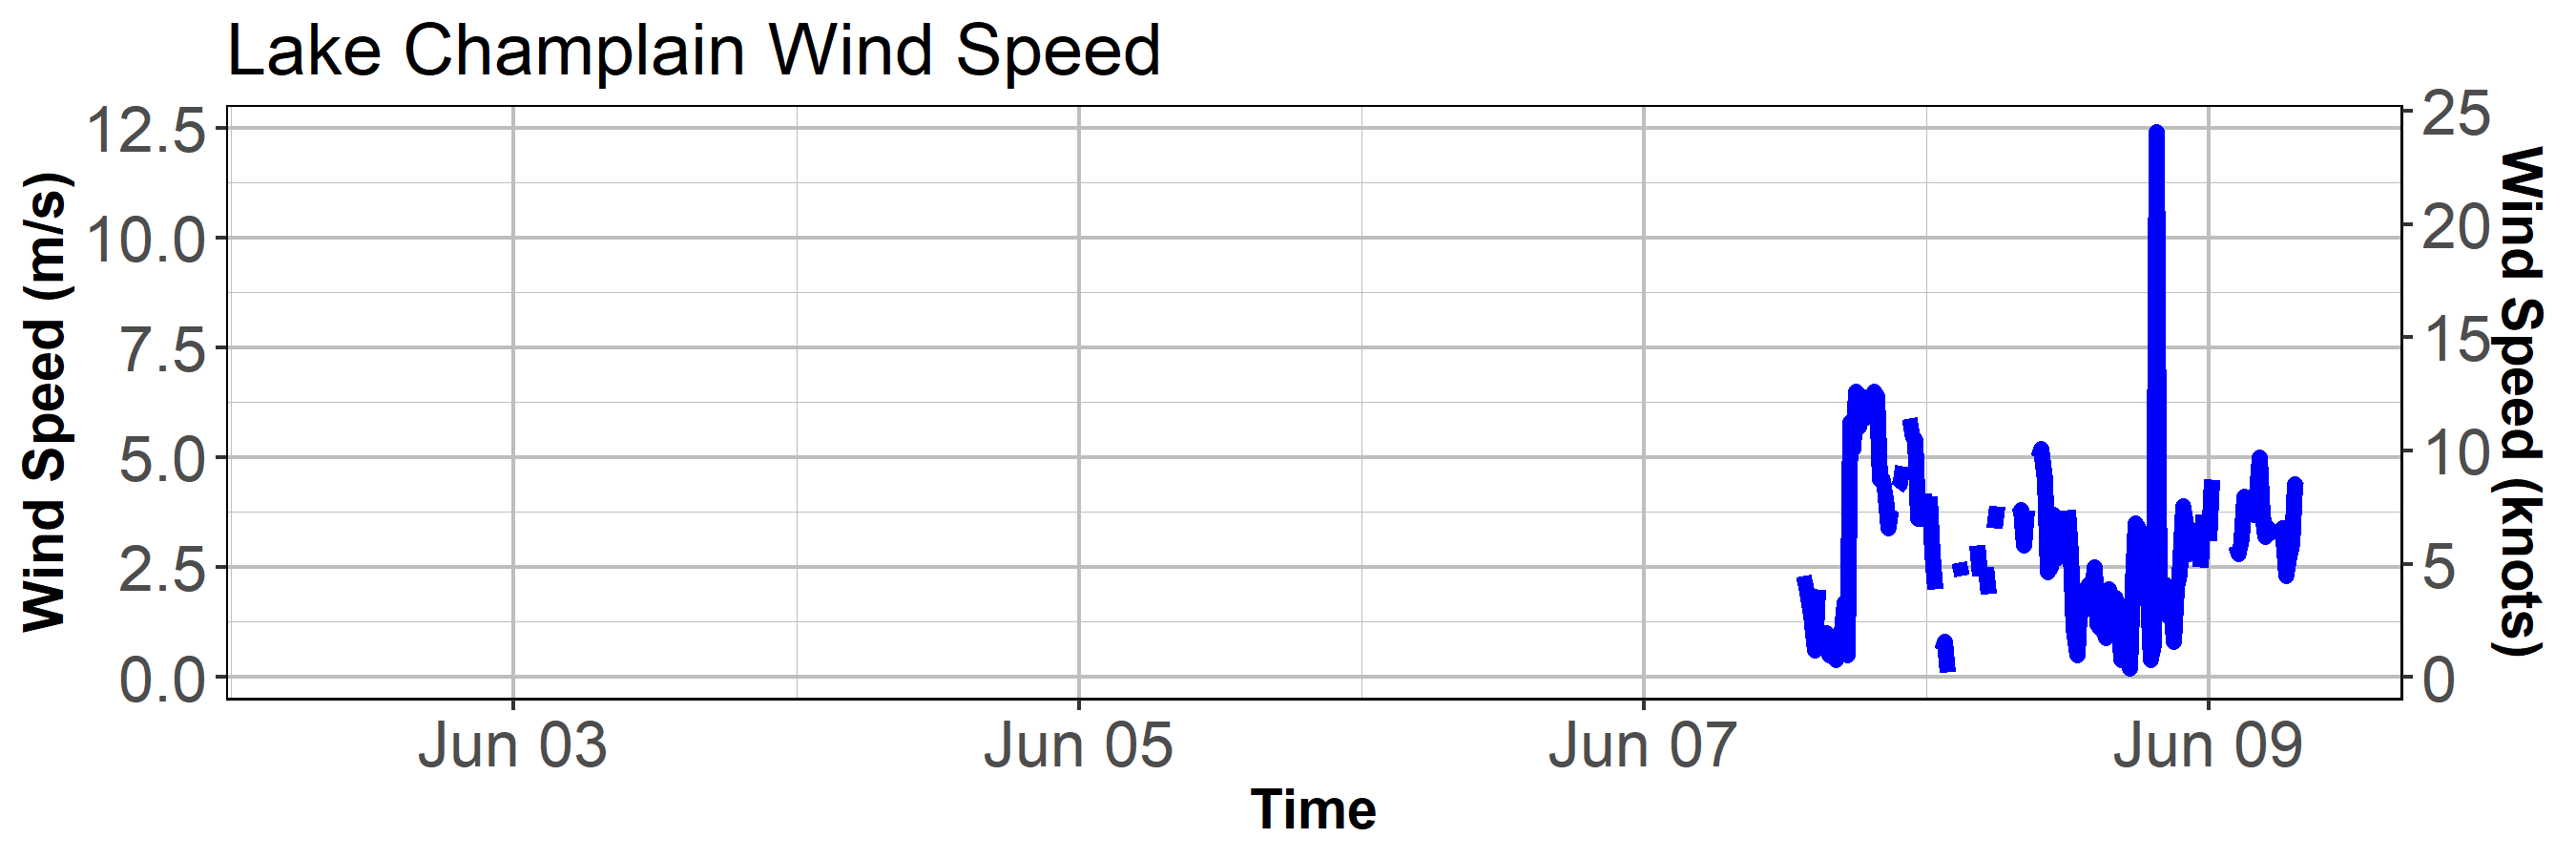 Lake Champlain Wind Speed
Wind Speed (m/s)
12.5
10.0
7.5
5.0
2.5
0.0
25
20
15
10
5
0
Wind Speed (knots)
Jun 03
Jun 05
Jun 07
Jun 09
Time